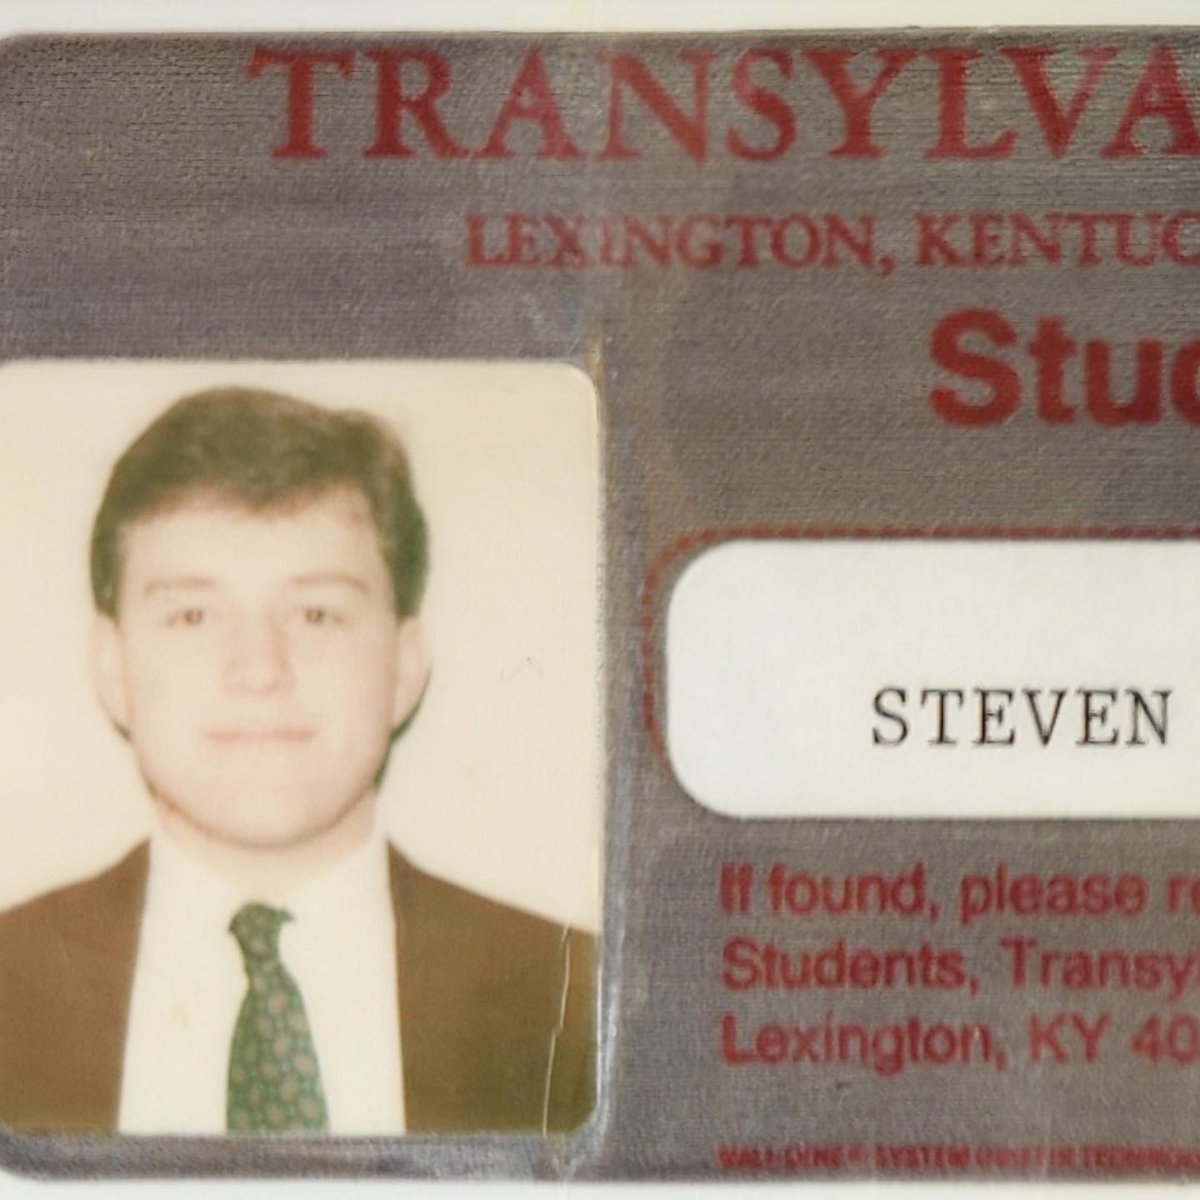 TRANSYLVA
LEXINGTON, KENTUC
Stu
STEVEN
If found, please r
Students, Transy
Lexington, KY 40